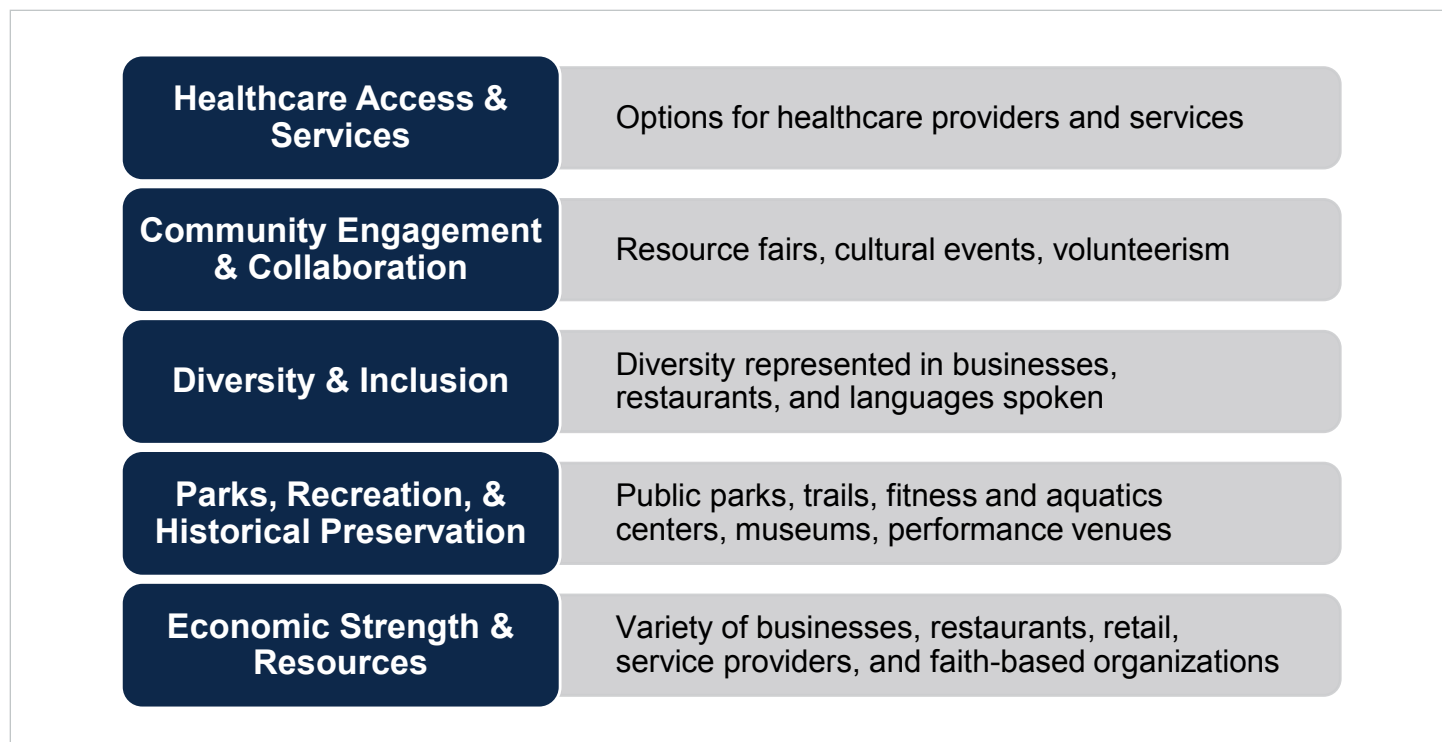 Healthcare Access &
Services
Options for healthcare providers and services
Community Engagement
& Collaboration
Resource fairs, cultural events, volunteerism
Diversity & Inclusion
Diversity represented in businesses,
restaurants, and languages spoken
Parks, Recreation, &
Historical Preservation
Public parks, trails, fitness and aquatics
centers, museums, performance venues
Economic Strength &
Resources
Variety of businesses, restaurants, retail,
service providers, and faith-based organizations